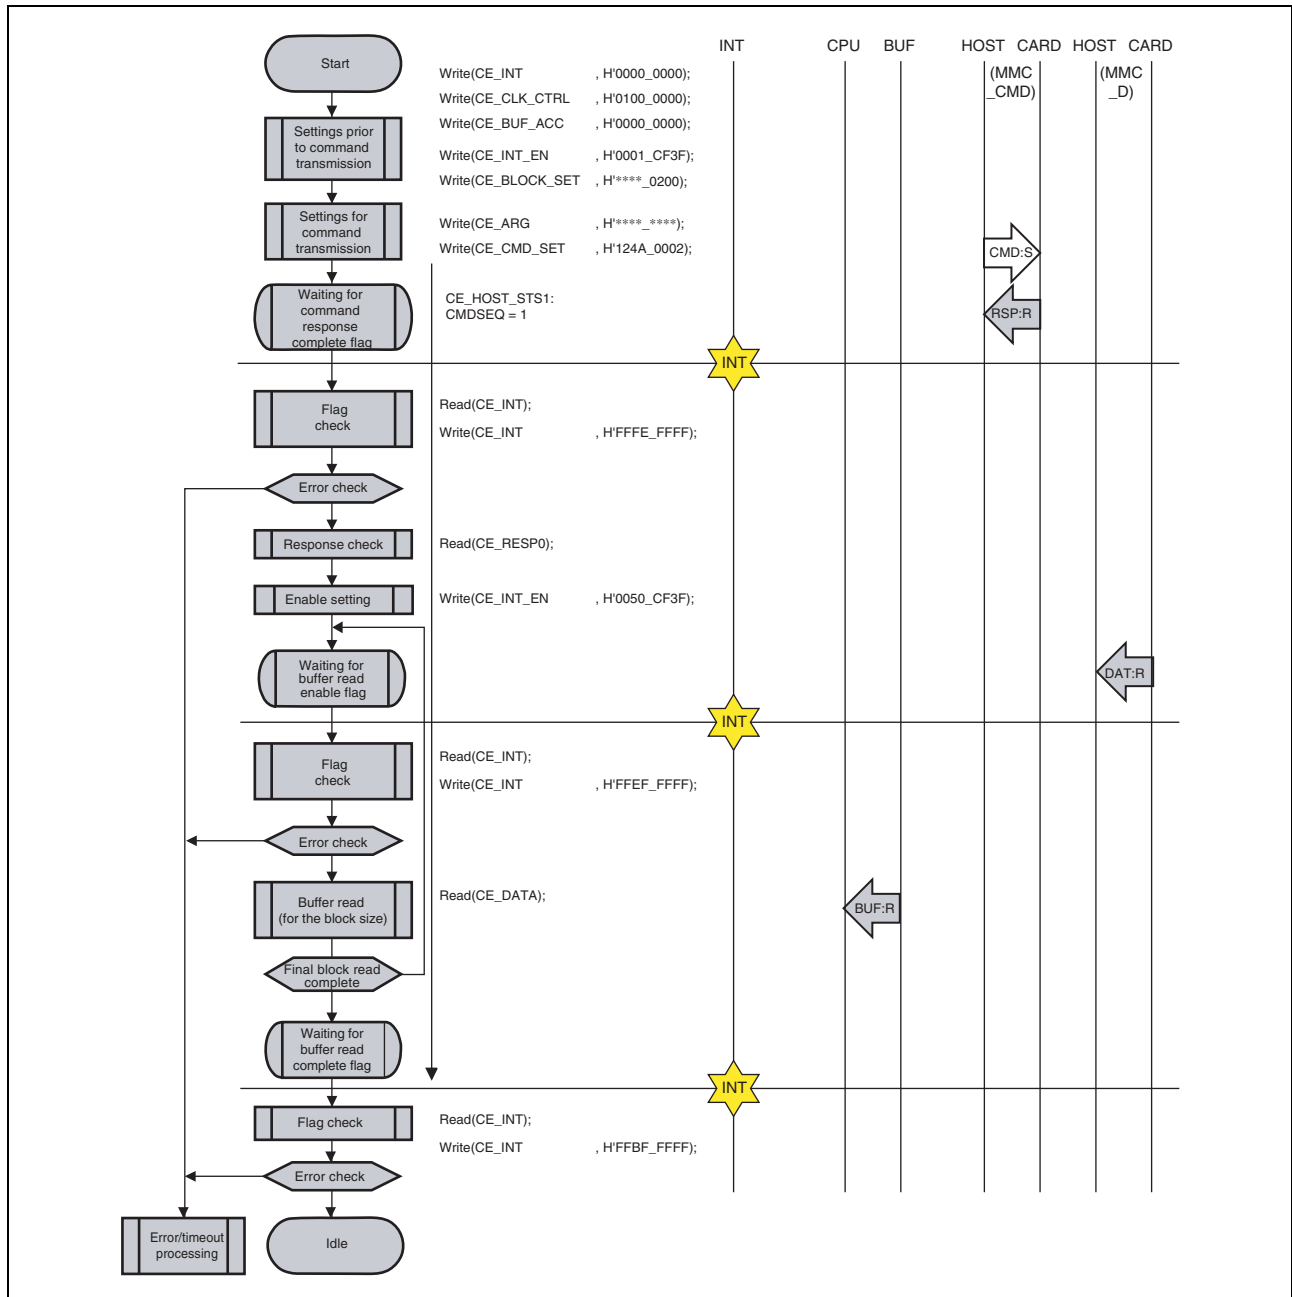 INT CPU BUF HOST CARD HOST CARD
(MMC
_CMD)
(MMC
_D)
Start
Write(CE_INT , H'0000_0000);
Write(CE_CLK_CTRL , H'0100_0000);
Write(CE_BUF_ACC , H'0000_0000);
Settings prior
to command
transmission
Write(CE_INT_EN , H'0001_CF3F);
Write(CE_BLOCK_SET , H'****_0200);
Settings for
command
transmission
Write(CE_ARG , H'****_****);
Write(CE_CMD_SET , H'124A_0002);
CMD:S
Waiting for
command
response
complete flag
CE_HOST_STS1:
CMDSEQ = 1
RSP:R
INT
Flag
check
Read(CE_INT);
Write(CE_INT , H'FFFE_FFFF);
Error check
Response check
Read(CE_RESP0);
Enable setting
Write(CE_INT_EN , H'0050_CF3F);
Waiting for
buffer read
enable flag
DAT:R
INT
Flag
check
Read(CE_INT);
Write(CE_INT , H'FFEF_FFFF);
Error check
Buffer read
(for the block size)
Read(CE_DATA);
BUF:R
Final block read
complete
Waiting for
buffer read
complete flag
INT
Flag check
Read(CE_INT);
Write(CE_INT , H'FFBF_FFFF);
Error check
Error/timeout
processing
Idle